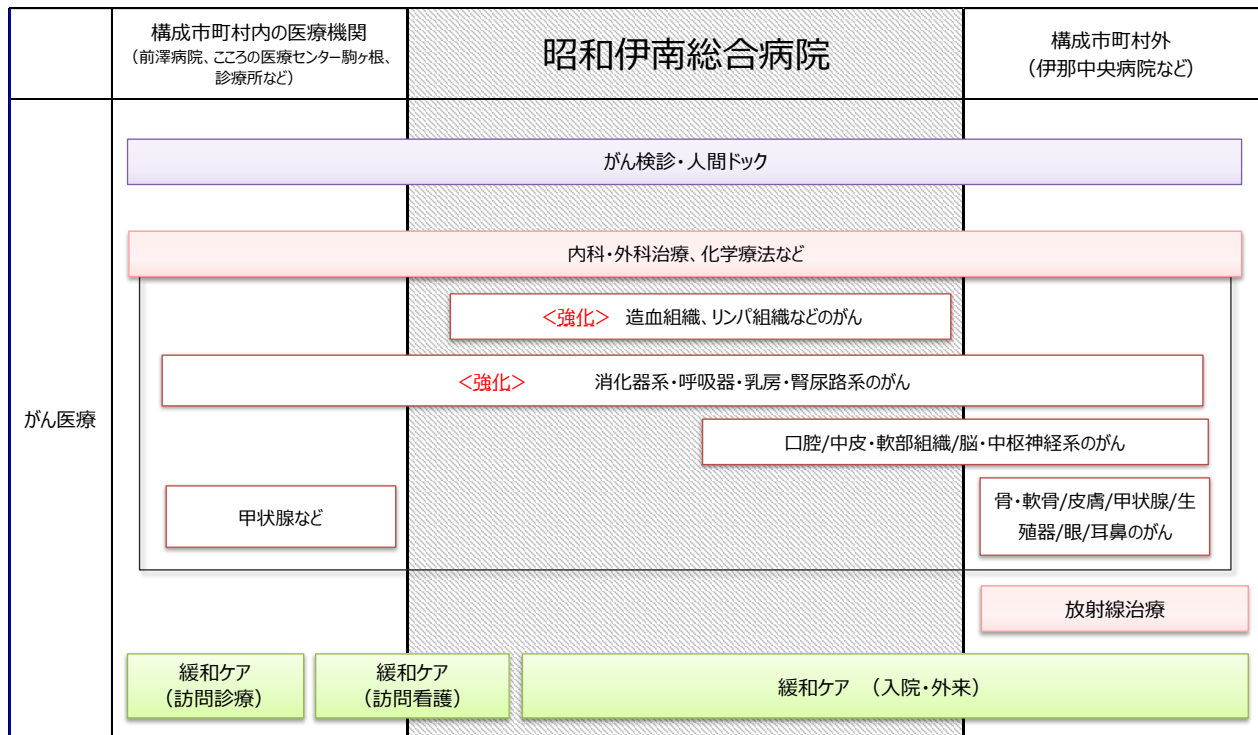 構成市町村内の医療機関
（前澤病院、こころの医療センター駒ヶ根、
診療所など）
昭和伊南総合病院
構成市町村外
（伊那中央病院など）
がん医療
がん検診・人間ドック
内科・外科治療、化学療法など
＜強化＞ 造血組織、リンパ組織などのがん
＜強化＞ 消化器系・呼吸器・乳房・腎尿路系のがん
口腔/中皮・軟部組織/脳・中枢神経系のがん
甲状腺など
骨・軟骨/皮膚/甲状腺/生
殖器/眼/耳鼻のがん
放射線治療
緩和ケア
（訪問診療）
緩和ケア
（訪問看護）
緩和ケア （入院・外来）